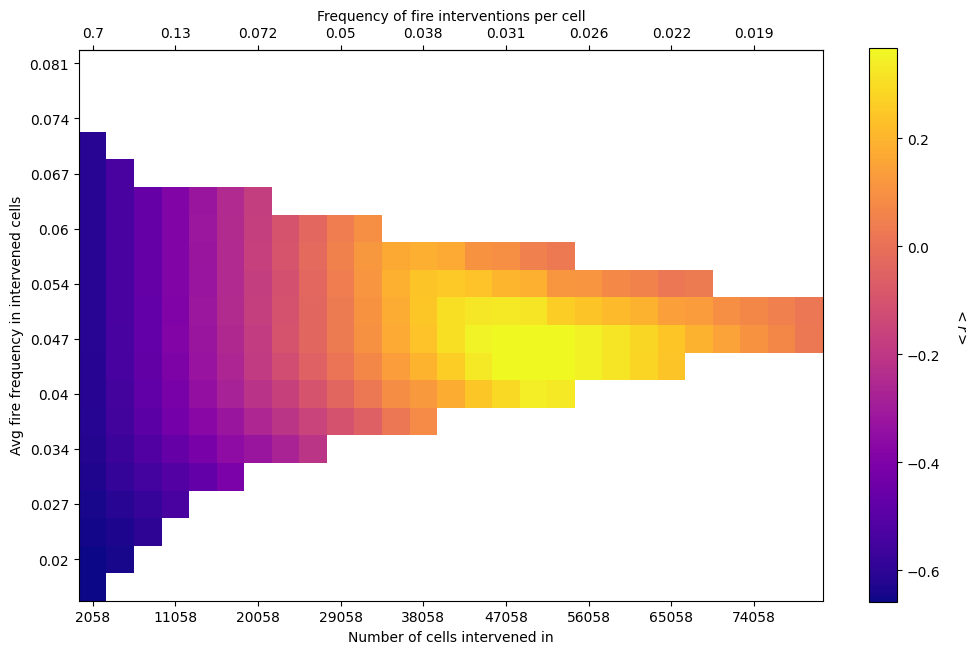 Frequency of fire interventions per cell
0.7 0.13 0.072 0.05 0.038 0.031 0.026 0.022 0.019
Avg fire frequency in intervened cells
0.081
0.074
0.067
0.06
0.054
0.047
0.04
0.034
0.027
0.02
2058 11058 20058 29058 38058 47058 56058 65058 74058
Number of cells intervened in
0.2
0.0
−0.2
−0.4
−0.6
< r >